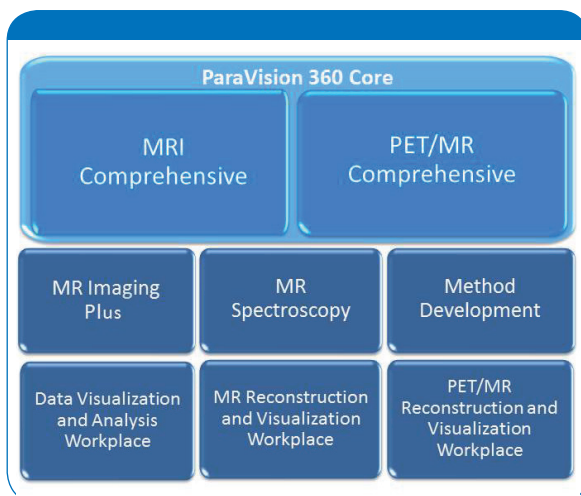 ParaVision 360 Core
MRI
Comprehensive
PET/MR
Comprehensive
MR Imaging
Plus
MR
Spectroscopy
Method
Development
Data Visualization
and Analysis
Workplace
MR Reconstruction
and Visualization
Workplace
PET/MR
Reconstruction and
Visualization
Workplace